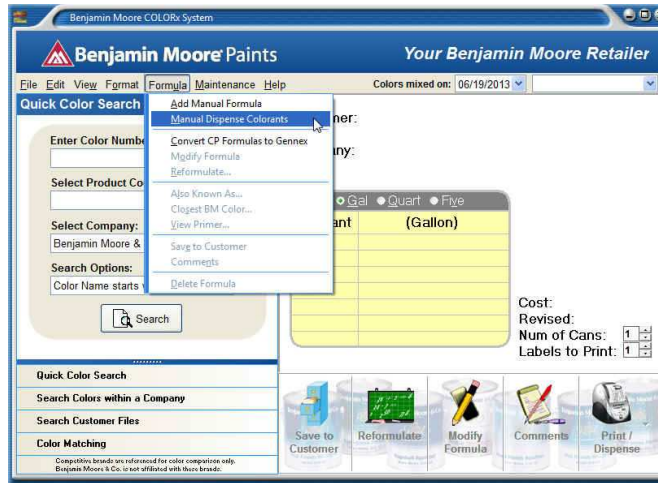 Benjamin Moore COLORx System
Benjamin Moore Paints
Your Benjamin Moore Retailer
File Edit View Format Formula Maintenance Help
Colors mixed on: 06/19/2013
Quick Color Search
Enter Color Numbe
Select Product Co
Select Company:
Benjamin Moore &
Search Options:
Color Name starts
Search
Add Manual Formula
Manual Dispense Colorants
Convert CP Formulas to Gennex
Modify Formula
Reformulate...
Also Known As...
Closest BM Color...
View Primer...
Save to Customer
Comments
Delete Formula
ner:
ny:
Gal Quart Five
ant (Gallon)
Cost:
Revised:
Num of Cans: 1
Labels to Print: 1
Quick Color Search
Search Colors within a Company
Search Customer Files
Color Matching
Competitive brands are referenced for color comparison only.
Benjamin Moore & Co. is not affiliated with these brands.
Save to Customer
Reformulate
Modify Formula
Comments
Print / Dispense